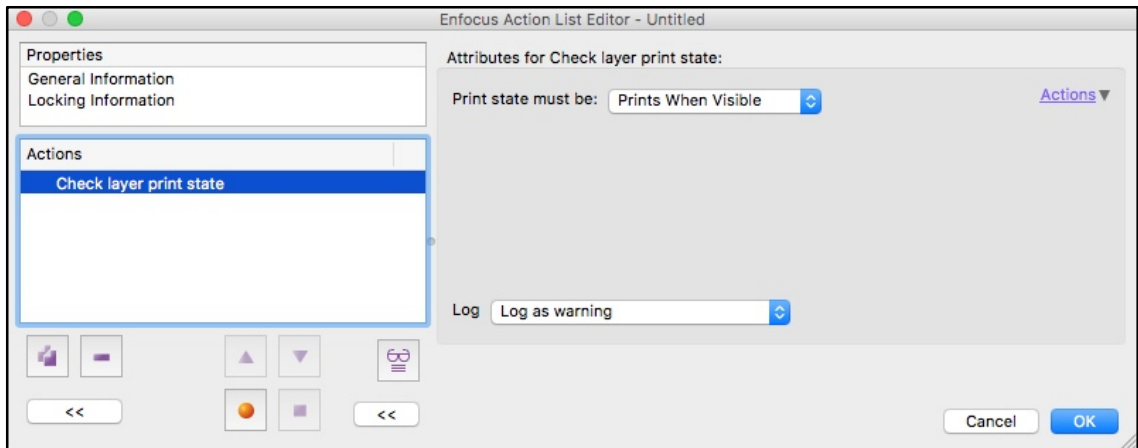 Enfocus Action List Editor - Untitled
Properties
General Information
Locking Information
Actions
Check layer print state
<<
<<
Attributes for Check layer print state:
Print state must be: Prints When Visible
Actions▼
Log Log as warning
Cancel OK